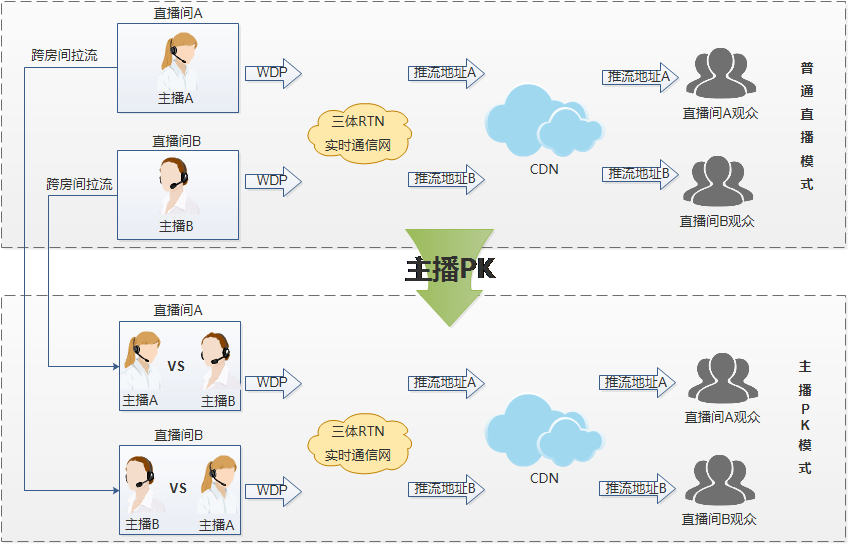 直播间A
跨房间拉流
主播A
WDP
推流地址A
推流地址A
直播间A观众
三体RTN
实时通信网
直播间B
跨房间拉流
主播B
WDP
推流地址B
CDN
推流地址B
直播间B观众
普通直播模式
主播PK
直播间A
VS
主播A
主播B
WDP
推流地址A
推流地址A
直播间A观众
三体RTN
实时通信网
直播间B
VS
主播B
主播A
WDP
推流地址B
CDN
推流地址B
直播间B观众
主播PK模式